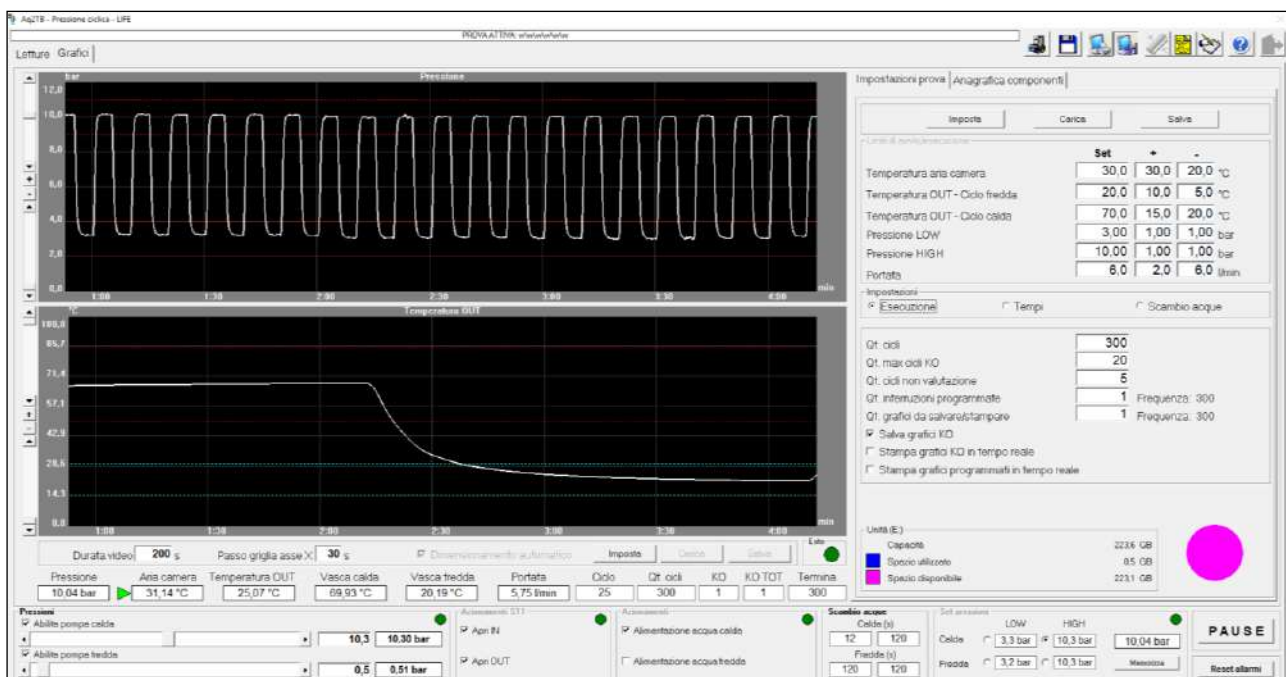 Aq2TB - Pressione ciclica - LIFE
PROVA ATTIVA:
Letture Grafici
bar Pressione
12,0
10,0
8,0
6,0
4,0
2,0
0,0
1:00 1:30 2:00 2:30 3:00 3:30 4:00 min
°C Temperatura OUT
100,0
85,7
71,4
57,1
42,9
28,6
14,3
0,0
1:00 1:30 2:00 2:30 3:00 3:30 4:00 min
Durata video 200 s Passo griglia asse X 30 s Dimensionamento automatico Imposta Carica Salva Esito
Pressione Aria camera Temperatura OUT Vasca calda Vasca fredda Portata Ciclo Qt. cicli KO KO TOT Termina
10,04 bar 31,14 °C 25,07 °C 69,93 °C 20,19 °C 5,75 l/min 25 300 1 1 300
Impostazioni prova Anagrafica componenti
Imposta Carica Salva
Set + -
Temperatura aria camera 30,0 30,0 20,0 °C
Temperatura OUT - Ciclo fredda 20,0 10,0 5,0 °C
Temperatura OUT - Ciclo calda 70,0 15,0 20,0 °C
Pressione LOW 3,00 1,00 1,00 bar
Pressione HIGH 10,00 1,00 1,00 bar
Portata 6,0 2,0 6,0 l/min
Impostazioni
Esecuzione Tempi Scambio acque
Qt. cicli 300
Qt. max cicli KO 20
Qt. cicli non valutazione 5
Qt. interruzioni programmate 1 Frequenza: 300
Qt. grafici da salvare/stampare 1 Frequenza: 300
Salva grafici KO
Stampa grafici KO in tempo reale
Stampa grafici programmati in tempo reale
Unità (E:)
Capacità 223,6 GB
Spazio utilizzato 0,5 GB
Spazio disponibile 223,1 GB
Pressioni
Abilita pompe calda
10,3 10,30 bar
Abilita pompe fredda
0,5 0,51 bar
Azionamenti ST1
Apri IN
Apri OUT
Azionamenti
Alimentazione acqua calda
Alimentazione acqua fredda
Scambio acque
Calda (s)
12 120
Fredda (s)
120 120
Set pressioni
LOW HIGH
Calda 3,3 bar 10,3 bar 10,04 bar
Fredda 3,2 bar 10,3 bar Memorizza
PAUSE
Reset allarmi